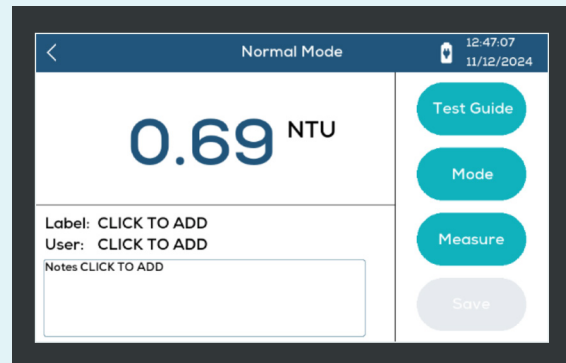 Normal Mode
12:47:07
11/12/2024
0.69 NTU
Label: CLICK TO ADD
User: CLICK TO ADD
Notes CLICK TO ADD
Test Guide
Mode
Measure
Save